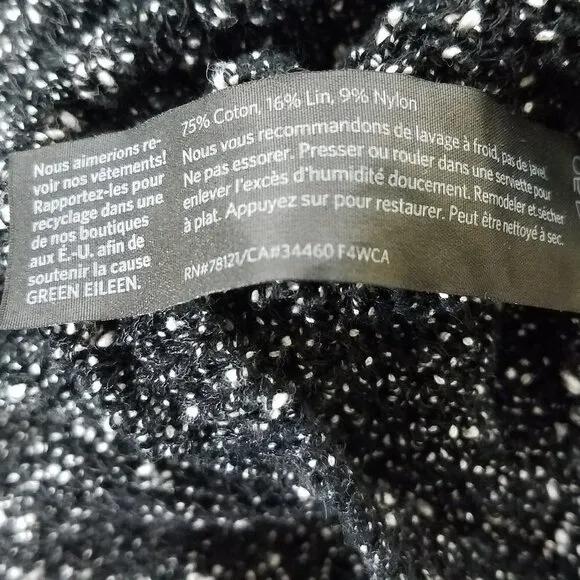 Nous aimerions re-
voir nos vêtements!
Rapportez-les pour
recyclage dans une
de nos boutiques
aux É.-U. afin de
soutenir la cause
GREEN EILEEN.
75% Coton, 16% Lin, 9% Nylon
Nous vous recommandons de lavage à froid, pas de javel.
Ne pas essorer. Presser ou rouler dans une serviette pour
enlever l'excès d'humidité doucement. Remodeler et sécher
à plat. Appuyez sur pour restaurer. Peut être nettoyé à sec.
RN#78121/CA#34460 F4WCA